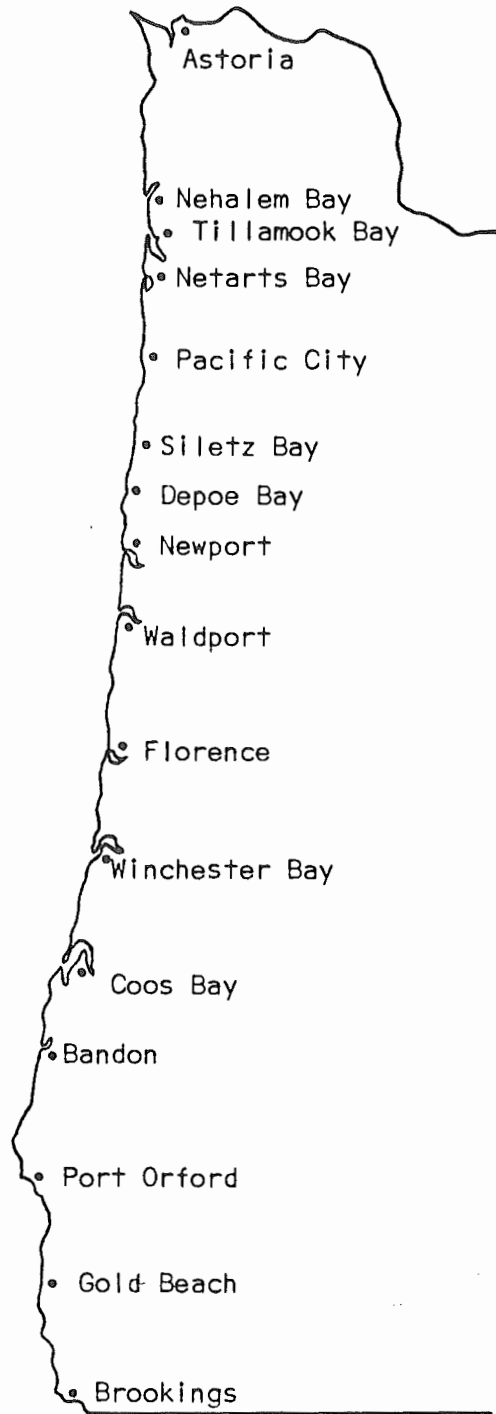 Astoria
Nehalem Bay
Tillamook Bay
Netarts Bay
Pacific City
Siletz Bay
Depoe Bay
Newport
Waldport
Florence
Winchester Bay
Coos Bay
Bandon
Port Orford
Gold Beach
Brookings